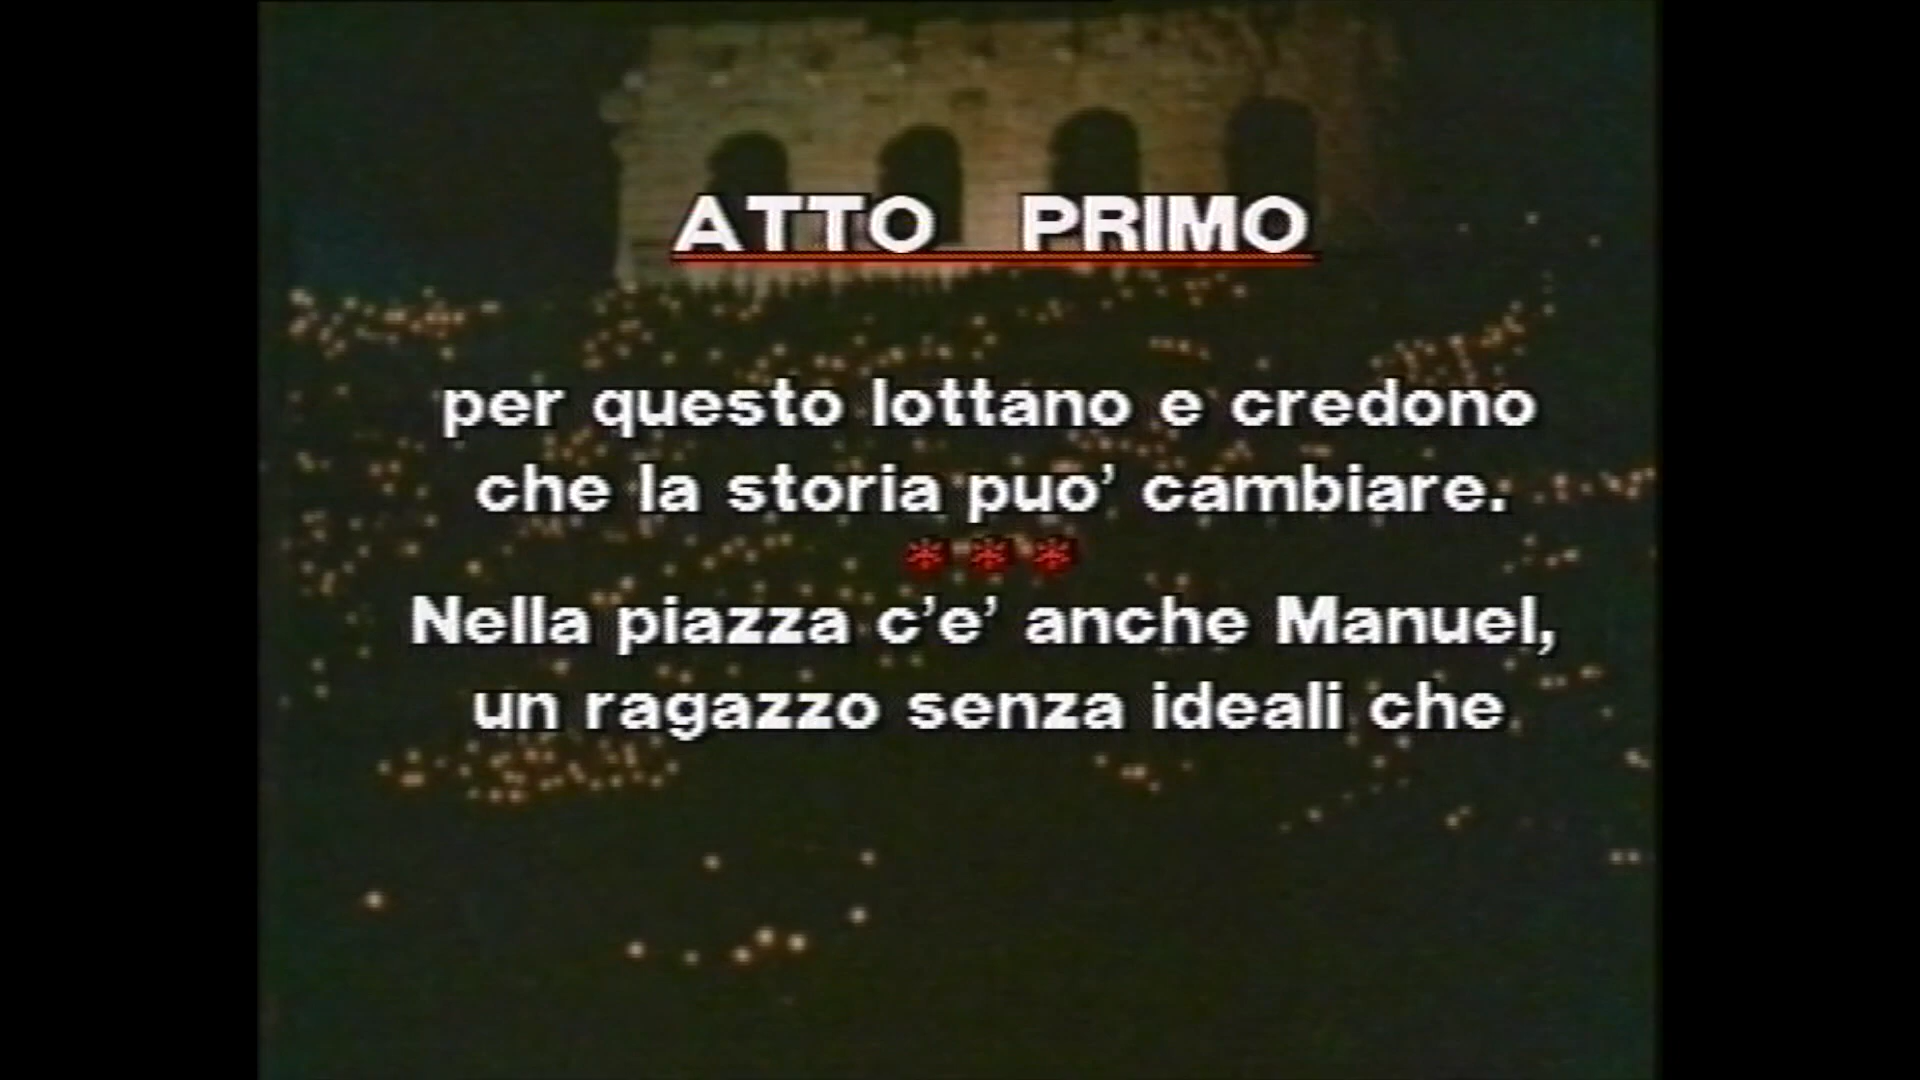 ATTO PRIMO
per questo lottano e credono
che la storia puo' cambiare.
***
Nella piazza c'e' anche Manuel,
un ragazzo senza ideali che